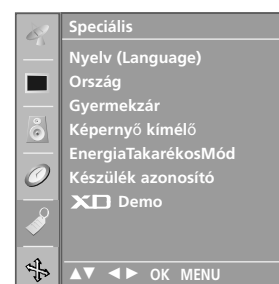 Speciális
Nyelv (Language)
Ország
Gyermekzár
Képernyő kímélő
EnergiaTakarékosMód
Készülék azonosító
XD Demo
▲▼ ◄► OK MENU